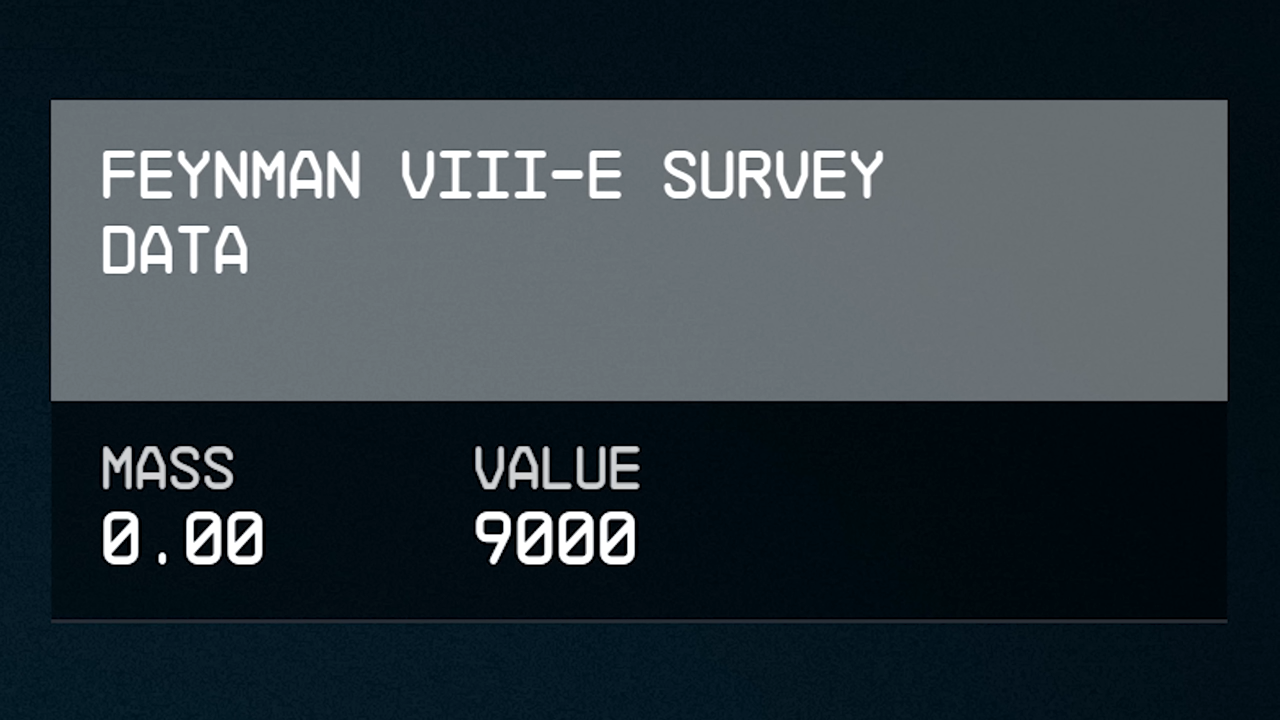 FEYNMAN VIII-E SURVEY
DATA
MASS VALUE
0.00 9000